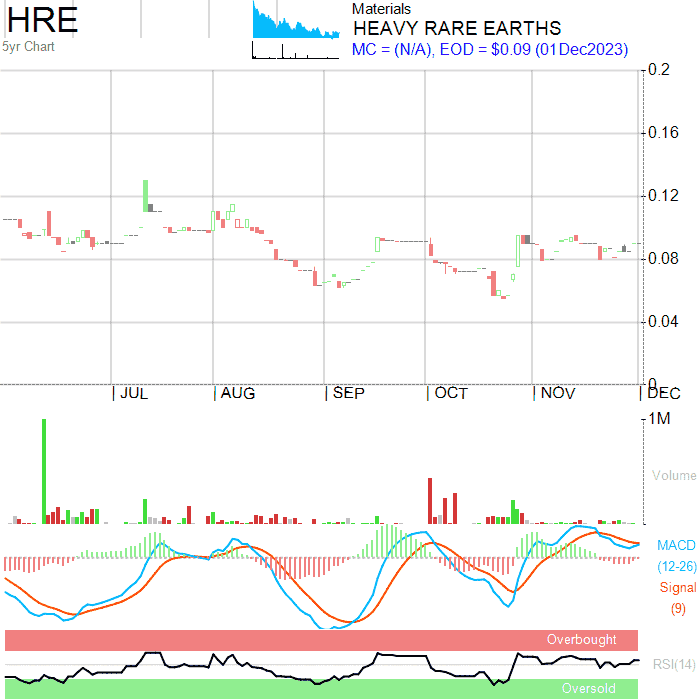 HRE
5yr Chart
Materials
HEAVY RARE EARTHS
MC = (N/A), EOD = $0.09 (01Dec2023)
0.2
0.16
0.12
0.08
0.04
0
JUL AUG SEP OCT NOV DEC
1M
Volume
MACD
(12-26)
Signal
(9)
Overbought
RSI(14)
Oversold